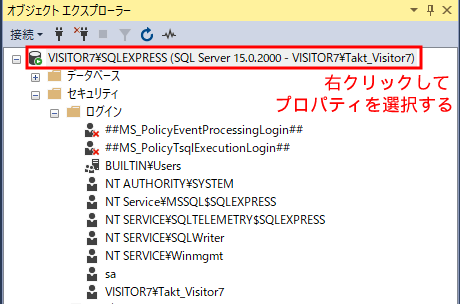 オブジェクト エクスプローラー
接続
VISITOR7¥SQLEXPRESS (SQL Server 15.0.2000 - VISITOR7¥Takt_Visitor7)
データベース
右クリックして
プロパティを選択する
セキュリティ
ログイン
##MS_PolicyEventProcessingLogin##
##MS_PolicyTsqlExecutionLogin##
BUILTIN¥Users
NT AUTHORITY¥SYSTEM
NT Service¥MSSQL$SQLEXPRESS
NT SERVICE¥SQLTELEMETRY$SQLEXPRESS
NT SERVICE¥SQLWriter
NT SERVICE¥Winmgmt
sa
VISITOR7¥Takt_Visitor7